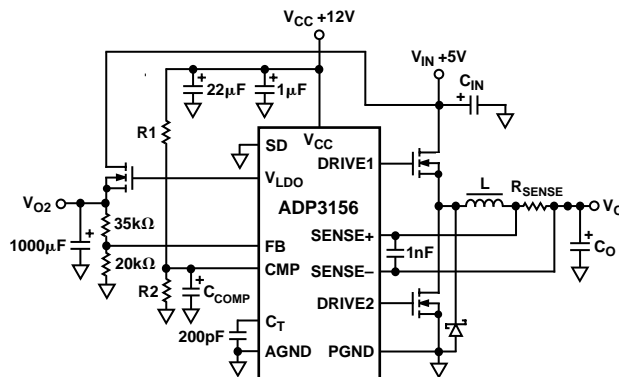 VCC +12V
VIN +5V
CIN
22μF
1μF
R1
VCC
SD
DRIVE1
VLDO
ADP3156
L
RSENSE
VO2
35kΩ
SENSE+
1000μF
FB
1nF
CO
20kΩ
CMP
SENSE–
R2
CCOMP
DRIVE2
CT
200pF
AGND
PGND